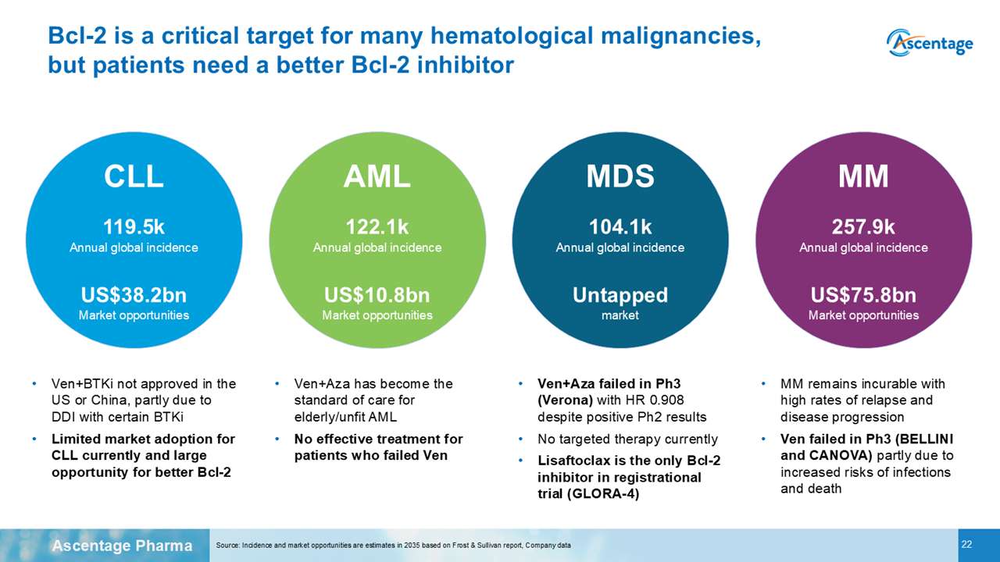 Bcl-2 is a critical target for many hematological malignancies,
but patients need a better Bcl-2 inhibitor
Ascentage
CLL
119.5k
Annual global incidence
US$38.2bn
Market opportunities
AML
122.1k
Annual global incidence
US$10.8bn
Market opportunities
MDS
104.1k
Annual global incidence
Untapped
market
MM
257.9k
Annual global incidence
US$75.8bn
Market opportunities
• Ven+BTKi not approved in the
US or China, partly due to
DDI with certain BTKi
• Limited market adoption for
CLL currently and large
opportunity for better Bcl-2
• Ven+Aza has become the
standard of care for
elderly/unfit AML
• No effective treatment for
patients who failed Ven
• Ven+Aza failed in Ph3
(Verona) with HR 0.908
despite positive Ph2 results
• No targeted therapy currently
• Lisaftoclax is the only Bcl-2
inhibitor in registrational
trial (GLORA-4)
• MM remains incurable with
high rates of relapse and
disease progression
• Ven failed in Ph3 (BELLINI
and CANOVA) partly due to
increased risks of infections
and death
Ascentage Pharma
Source: Incidence and market opportunities are estimates in 2035 based on Frost & Sullivan report, Company data
22